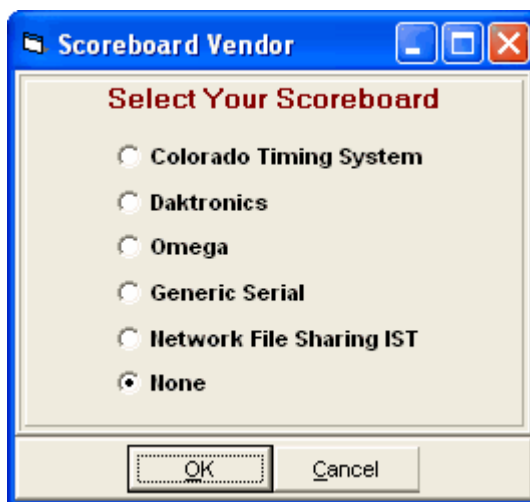 Scoreboard Vendor
Select Your Scoreboard
Colorado Timing System
Daktronics
Omega
Generic Serial
Network File Sharing IST
None
OK Cancel